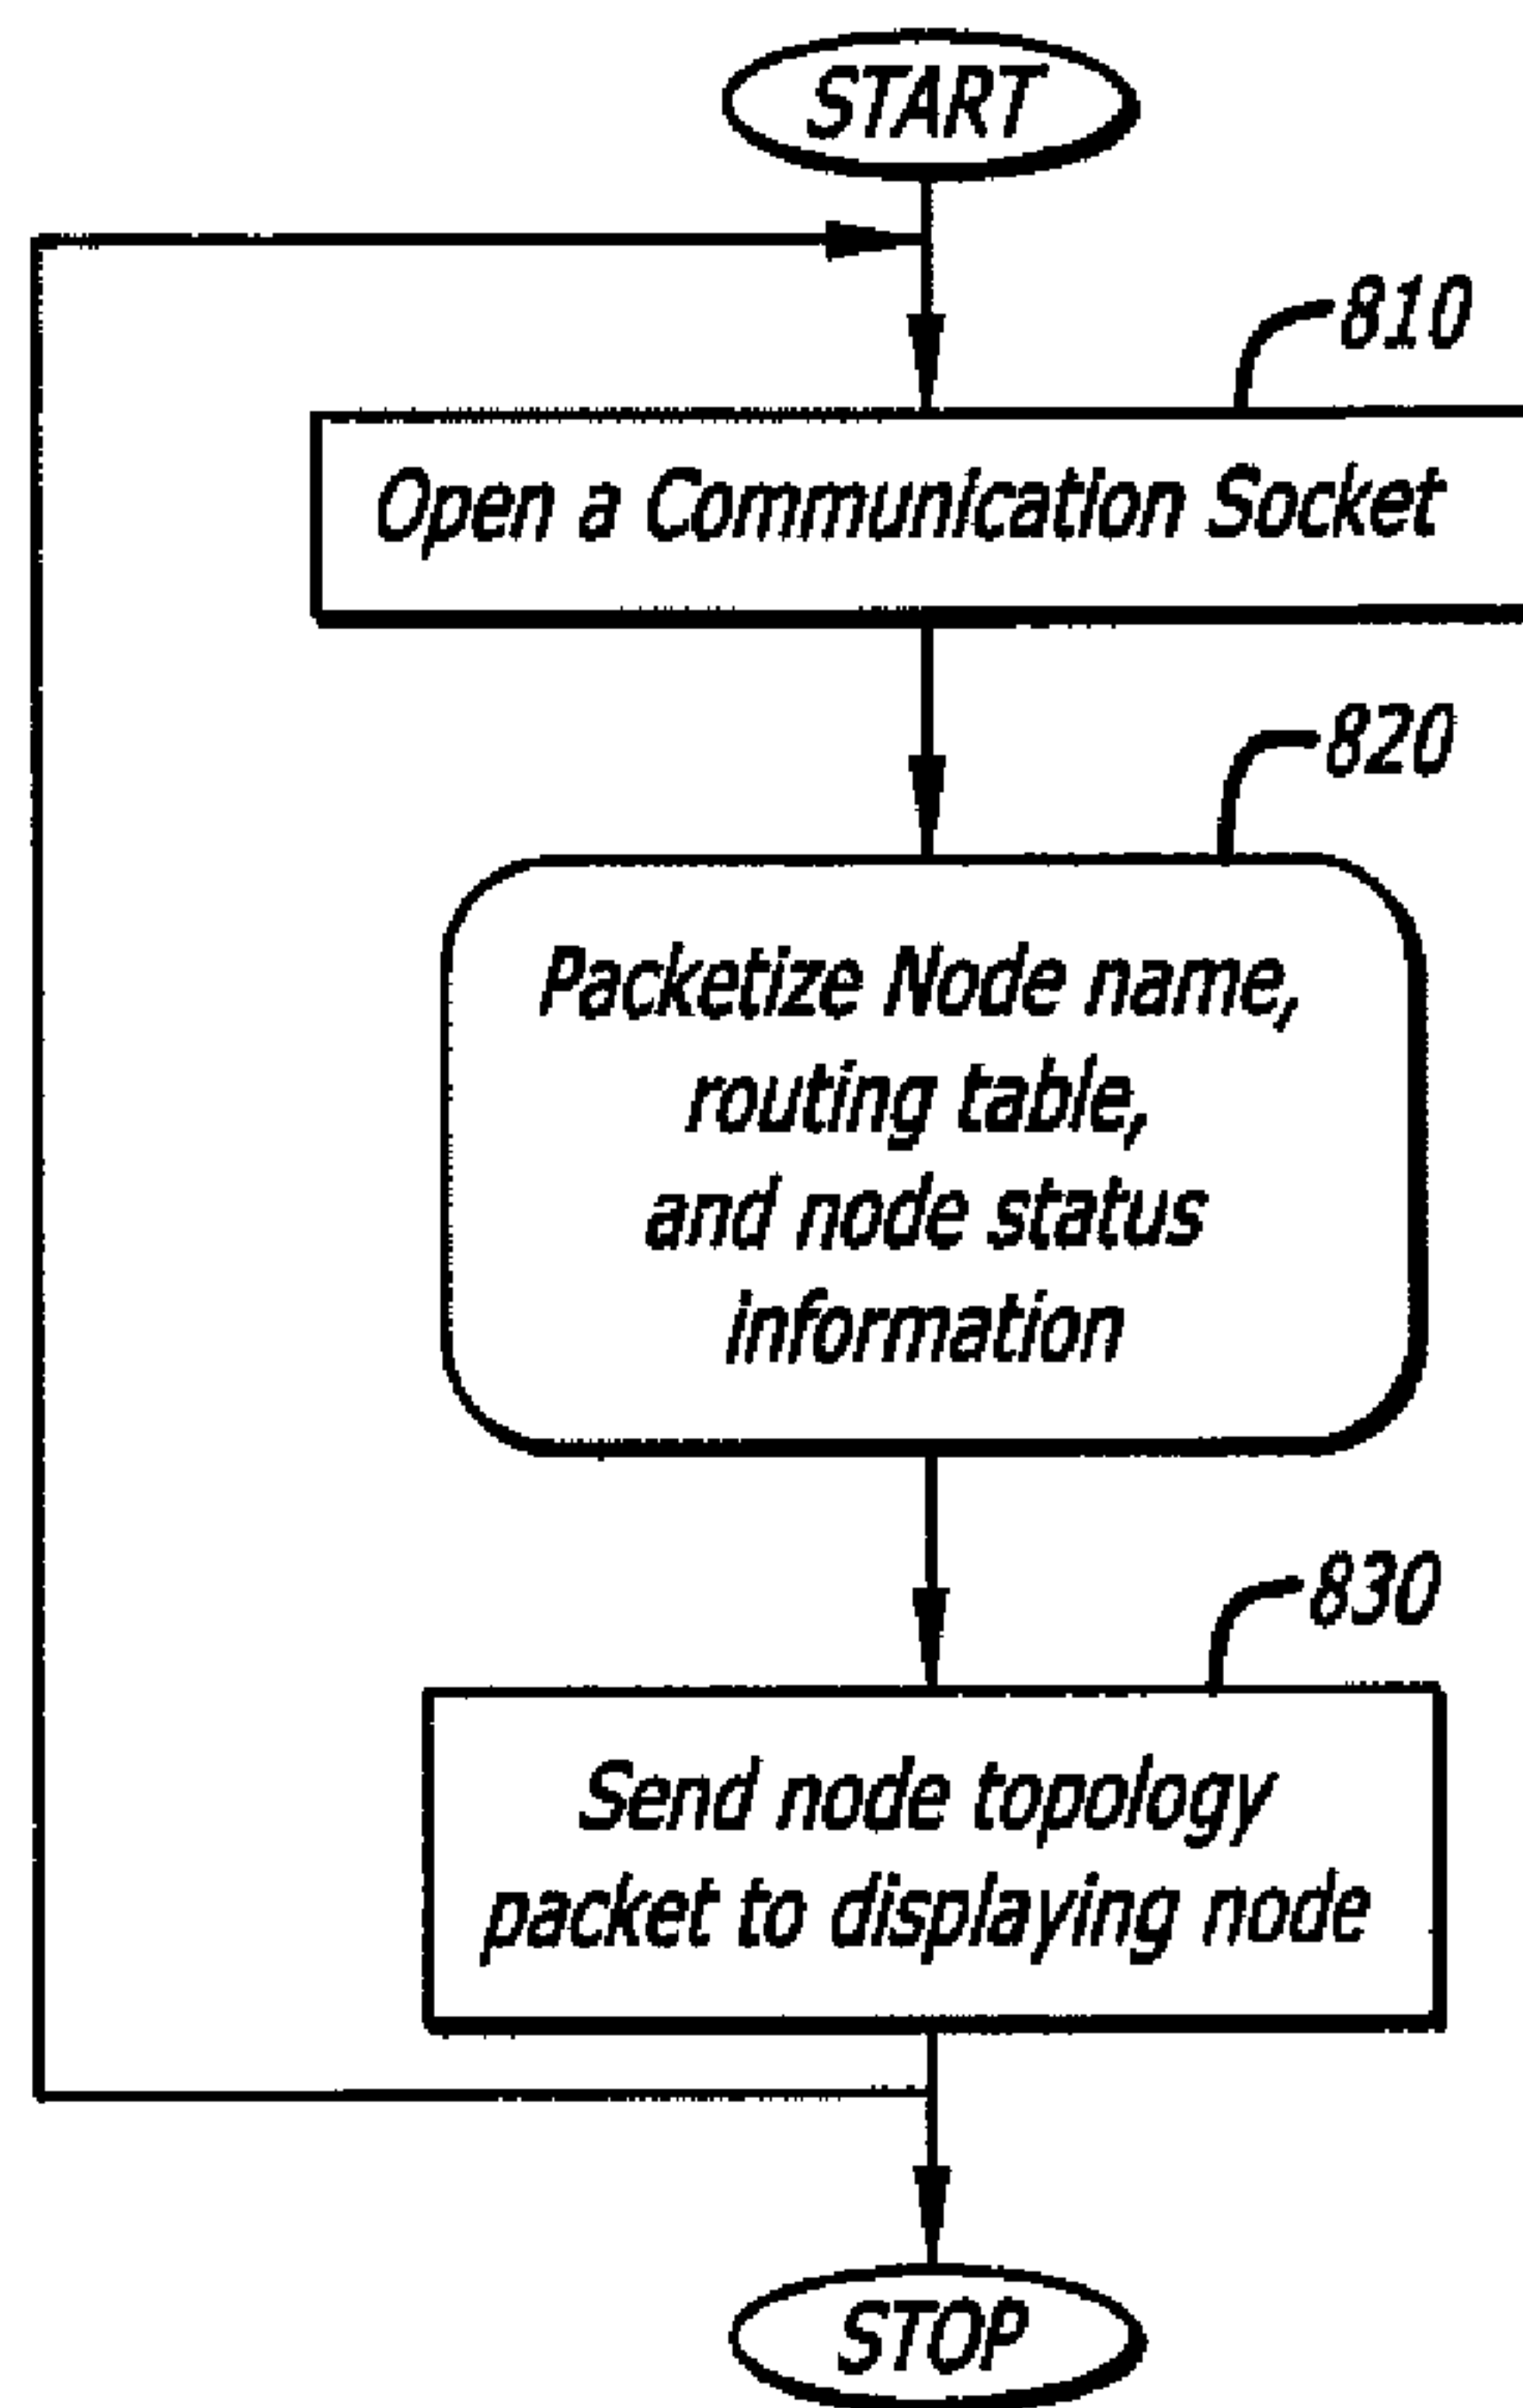 START
810
Open a Communication Socket
820
Packetize Node name,
routing table,
and node status
information
830
Send node topology
packet to displaying node
STOP